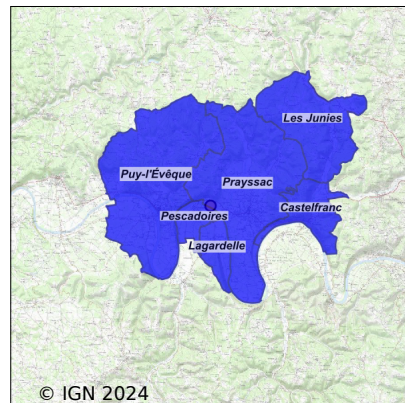 Les Junies
Puy-l'Évêque
Prayssac
Castelfranc
Pescadoires
Lagardelle
© IGN 2024